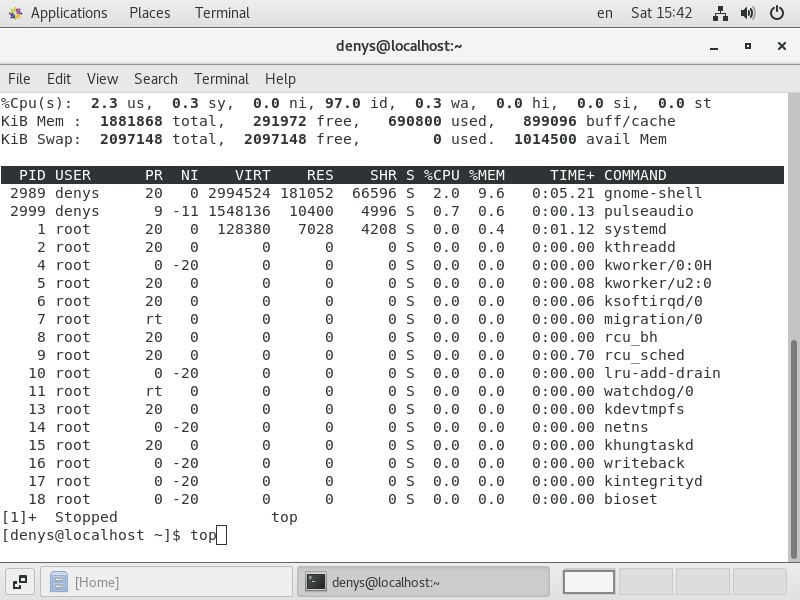 Applications Places Terminal en Sat 15:42
denys@localhost:~
File Edit View Search Terminal Help
%Cpu(s):  2.3 us,  0.3 sy,  0.0 ni, 97.0 id,  0.3 wa,  0.0 hi,  0.0 si,  0.0 st
KiB Mem :  1881868 total,   291972 free,   690800 used,   899096 buff/cache
KiB Swap:  2097148 total,  2097148 free,        0 used.  1014500 avail Mem
  PID USER      PR  NI    VIRT    RES    SHR S %CPU %MEM     TIME+ COMMAND
 2989 denys     20   0 2994524 181052  66596 S  2.0  9.6   0:05.21 gnome-shell
 2999 denys      9 -11 1548136  10400   4996 S  0.7  0.6   0:00.13 pulseaudio
    1 root      20   0  128380   7028   4208 S  0.0  0.4   0:01.12 systemd
    2 root      20   0       0      0      0 S  0.0  0.0   0:00.00 kthreadd
    4 root       0 -20       0      0      0 S  0.0  0.0   0:00.00 kworker/0:0H
    5 root      20   0       0      0      0 S  0.0  0.0   0:00.08 kworker/u2:0
    6 root      20   0       0      0      0 S  0.0  0.0   0:00.06 ksoftirqd/0
    7 root      rt   0       0      0      0 S  0.0  0.0   0:00.00 migration/0
    8 root      20   0       0      0      0 S  0.0  0.0   0:00.00 rcu_bh
    9 root      20   0       0      0      0 S  0.0  0.0   0:00.70 rcu_sched
   10 root       0 -20       0      0      0 S  0.0  0.0   0:00.00 lru-add-drain
   11 root      rt   0       0      0      0 S  0.0  0.0   0:00.00 watchdog/0
   13 root      20   0       0      0      0 S  0.0  0.0   0:00.00 kdevtmpfs
   14 root       0 -20       0      0      0 S  0.0  0.0   0:00.00 netns
   15 root      20   0       0      0      0 S  0.0  0.0   0:00.00 khungtaskd
   16 root       0 -20       0      0      0 S  0.0  0.0   0:00.00 writeback
   17 root       0 -20       0      0      0 S  0.0  0.0   0:00.00 kintegrityd
   18 root       0 -20       0      0      0 S  0.0  0.0   0:00.00 bioset
[1]+  Stopped                 top
[denys@localhost ~]$ top
[Home] denys@localhost:~